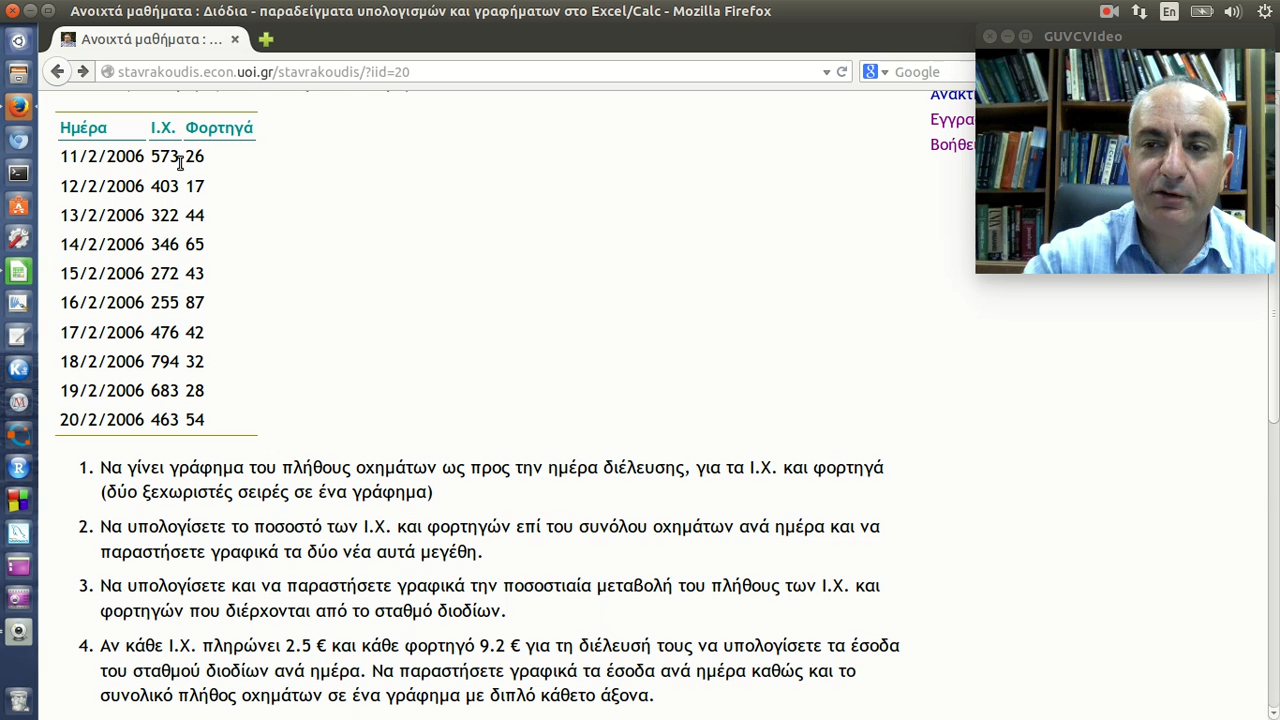 Ανοιχτά μαθήματα : Διόδια - παραδείγματα υπολογισμών και γραφήματων στο Excel/Calc - Mozilla Firefox
En
Ανοιχτά μαθήματα : ...
GUVCVIdeo
stavrakoudis.econ.uoi.gr/stavrakoudis/?iid=20
Google
Ανακτ
Εγγρα
Βοήθει
Ημέρα Ι.Χ. Φορτηγά
11/2/2006 573 26
12/2/2006 403 17
13/2/2006 322 44
14/2/2006 346 65
15/2/2006 272 43
16/2/2006 255 87
17/2/2006 476 42
18/2/2006 794 32
19/2/2006 683 28
20/2/2006 463 54
1. Να γίνει γράφημα του πλήθους οχημάτων ως προς την ημέρα διέλευσης, για τα Ι.Χ. και φορτηγά
(δύο ξεχωριστές σειρές σε ένα γράφημα)
2. Να υπολογίσετε το ποσοστό των Ι.Χ. και φορτηγών επί του συνόλου οχημάτων ανά ημέρα και να
παραστήσετε γραφικά τα δύο νέα αυτά μεγέθη.
3. Να υπολογίσετε και να παραστήσετε γραφικά την ποσοστιαία μεταβολή του πλήθους των Ι.Χ. και
φορτηγών που διέρχονται από το σταθμό διοδίων.
4. Αν κάθε Ι.Χ. πληρώνει 2.5 € και κάθε φορτηγό 9.2 € για τη διέλευσή τους να υπολογίσετε τα έσοδα
του σταθμού διοδίων ανά ημέρα. Να παραστήσετε γραφικά τα έσοδα ανά ημέρα καθώς και το
συνολικό πλήθος οχημάτων σε ένα γράφημα με διπλό κάθετο άξονα.